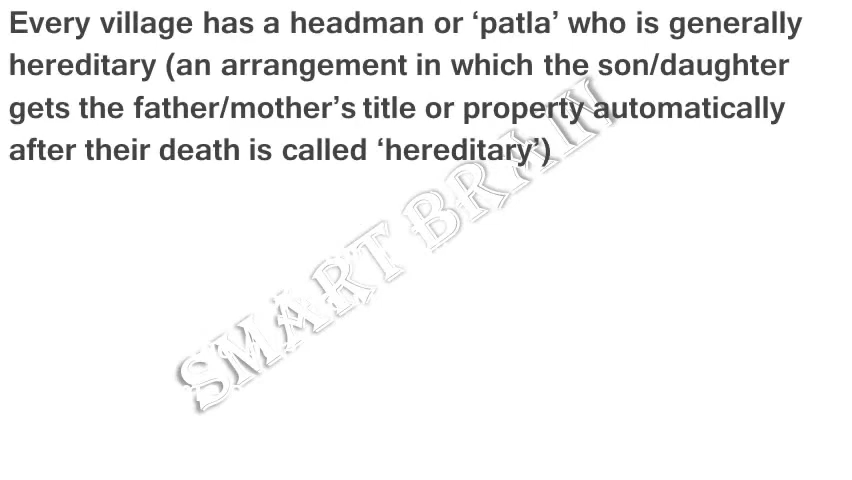 Every village has a headman or ‘patla’ who is generally
hereditary (an arrangement in which the son/daughter
gets the father/mother’s title or property automatically
after their death is called ‘hereditary’)
SMART BRAIN